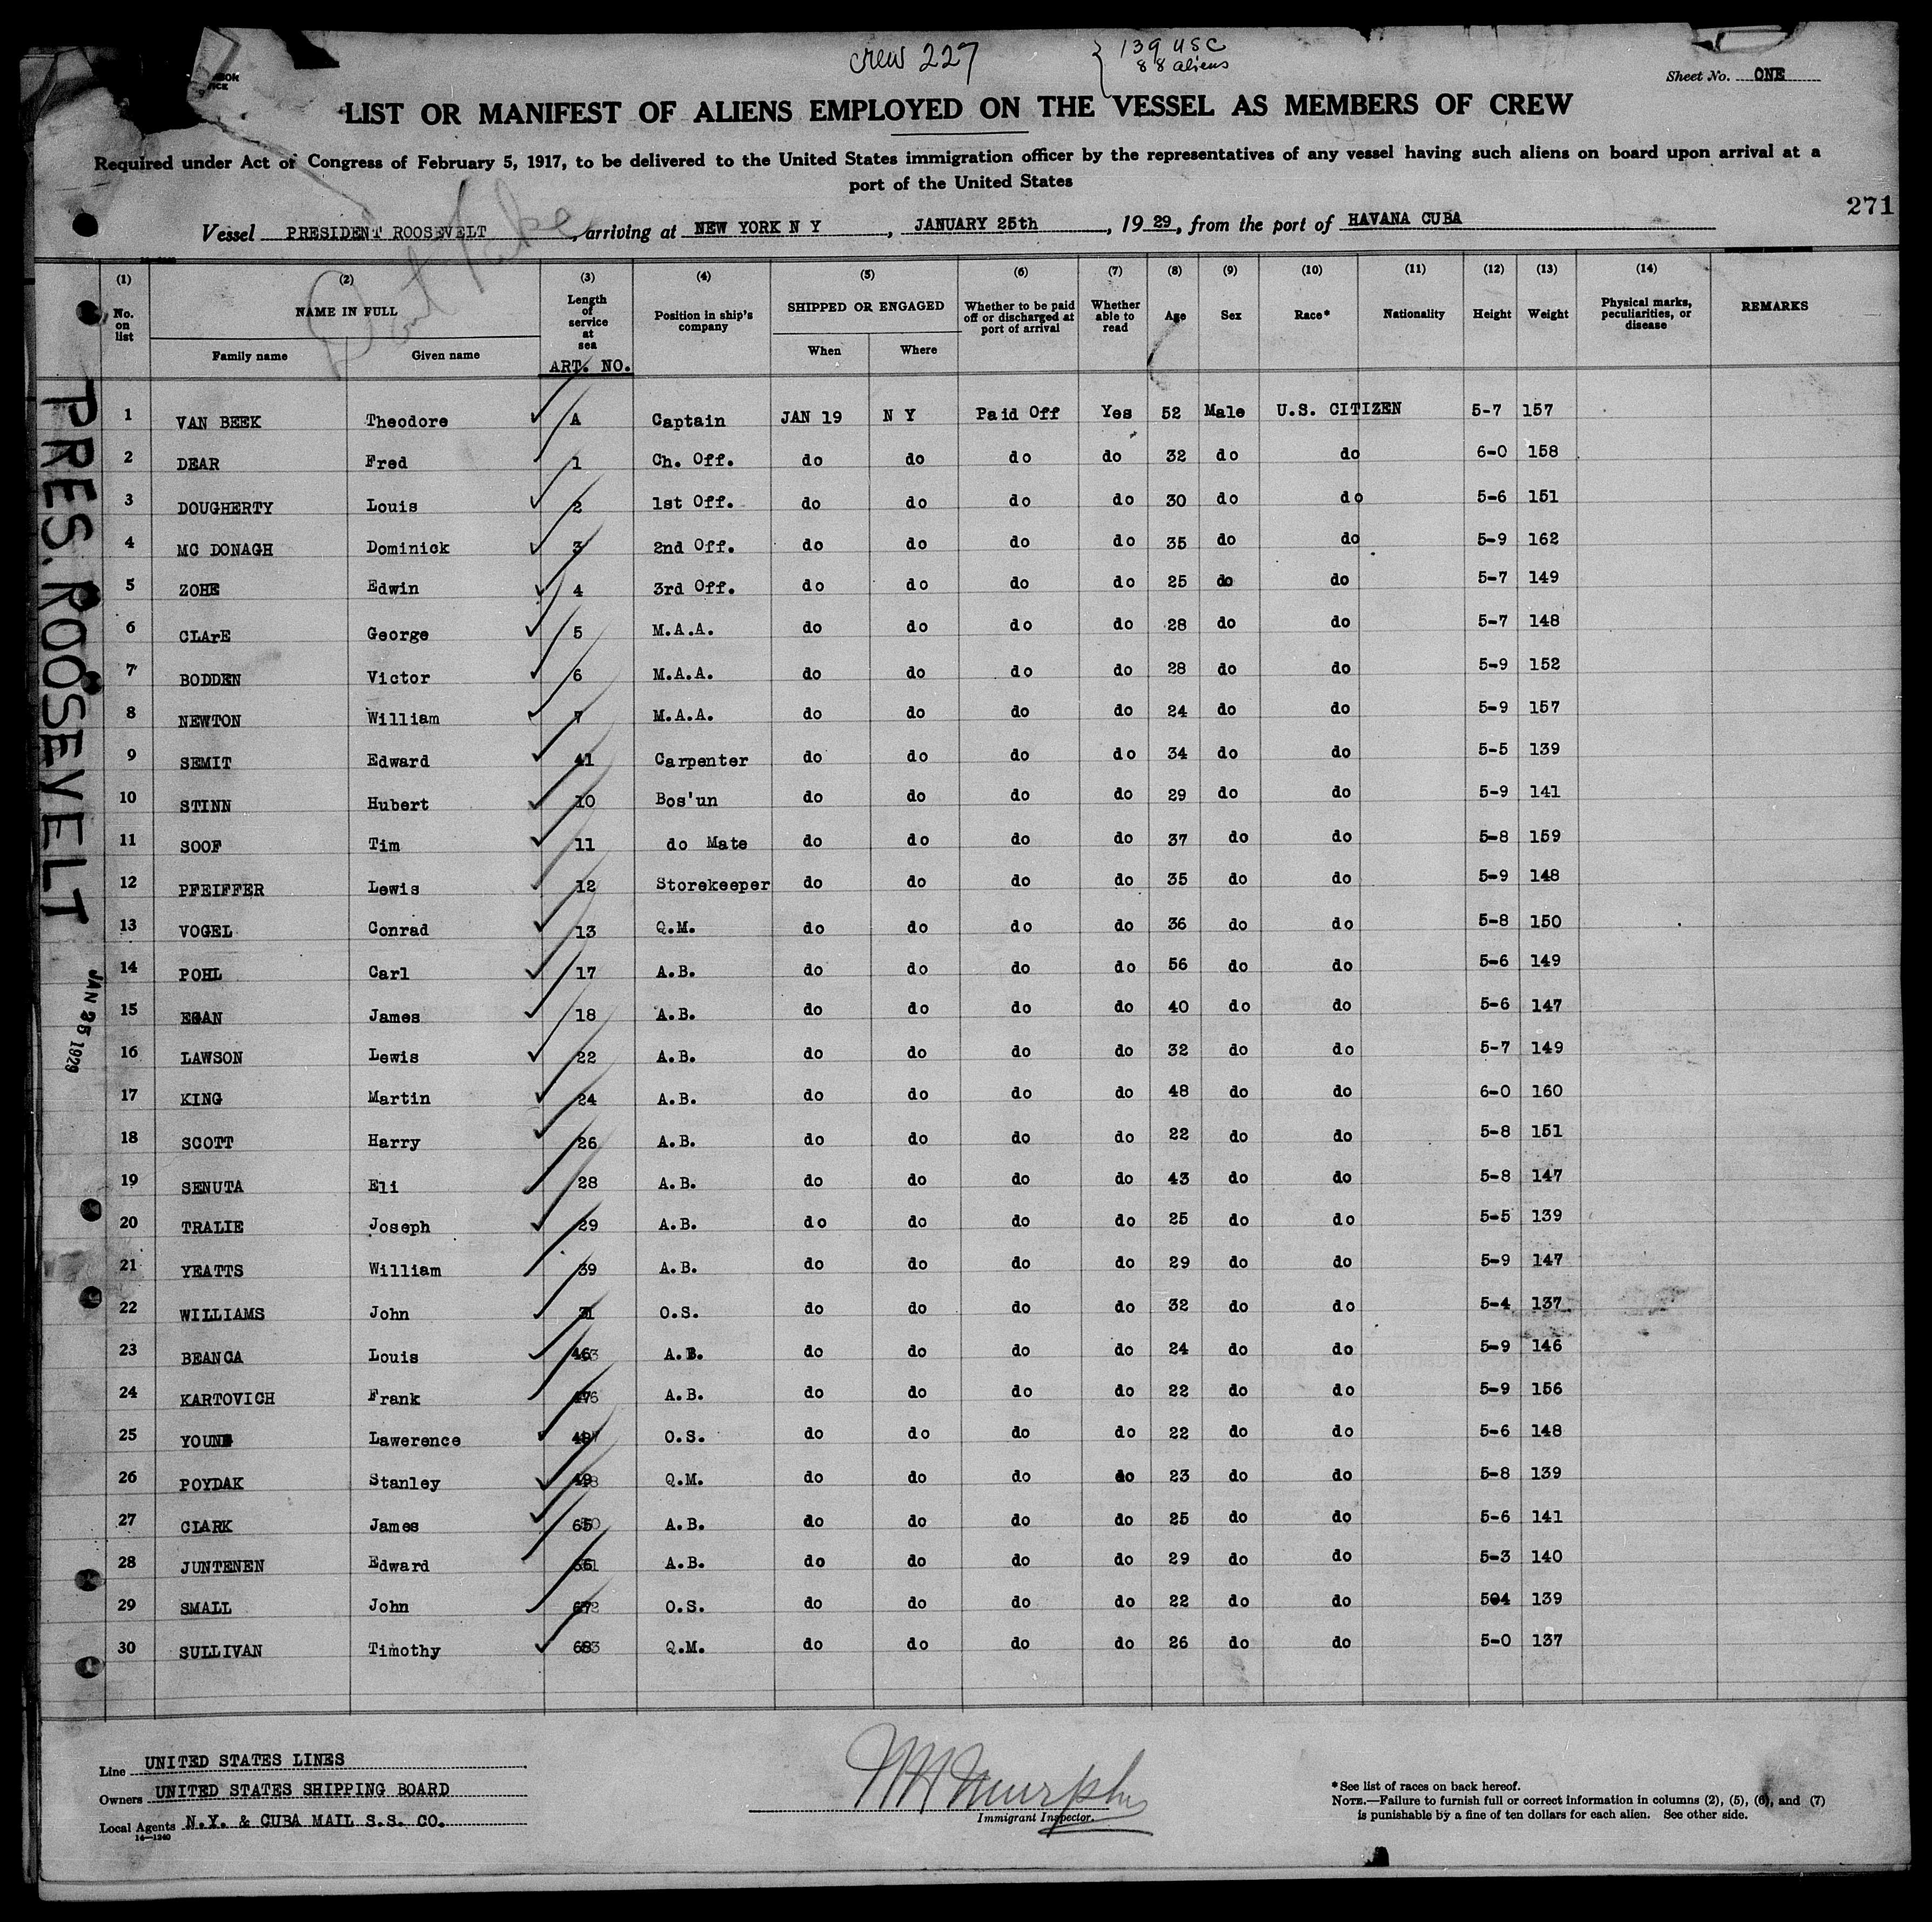 crew 227
139 USC
88 aliens
Sheet No. ONE
LIST OR MANIFEST OF ALIENS EMPLOYED ON THE VESSEL AS MEMBERS OF CREW
Required under Act of Congress of February 5, 1917, to be delivered to the United States immigration officer by the representatives of any vessel having such aliens on board upon arrival at a
port of the United States
271
Vessel PRESIDENT ROOSEVELT, arriving at NEW YORK N Y, JANUARY 25th, 1929, from the port of HAVANA CUBA
(1) (2) (3) (4) (5) (6) (7) (8) (9) (10) (11) (12) (13) (14)
No. on list NAME IN FULL Length of service at sea Position in ship's company SHIPPED OR ENGAGED Whether to be paid off or discharged at port of arrival Whether able to read Age Sex Race* Nationality Height Weight Physical marks, peculiarities, or disease REMARKS
Family name Given name ART. NO. When Where
1 VAN BEEK Theodore A Captain JAN 19 N Y Paid Off Yes 52 Male U.S. CITIZEN 5-7 157
2 DEAR Fred 1 Ch. Off. do do do do 32 do do 6-0 158
3 DOUGHERTY Louis 2 1st Off. do do do do 30 do do 5-6 151
4 MC DONAGH Dominick 3 2nd Off. do do do do 35 do do 5-9 162
5 ZOHE Edwin 4 3rd Off. do do do do 25 do do 5-7 149
6 CLArE George 5 M.A.A. do do do do 28 do do 5-7 148
7 BODDEN Victor 6 M.A.A. do do do do 28 do do 5-9 152
8 NEWTON William 7 M.A.A. do do do do 24 do do 5-9 157
9 SEMIT Edward 41 Carpenter do do do do 34 do do 5-5 139
10 STINN Hubert 10 Bos'un do do do do 29 do do 5-9 141
11 SOOF Tim 11 do Mate do do do do 37 do do 5-8 159
12 PFEIFFER Lewis 12 Storekeeper do do do do 35 do do 5-9 148
13 VOGEL Conrad 13 Q.M. do do do do 36 do do 5-8 150
14 POHL Carl 17 A.B. do do do do 56 do do 5-6 149
15 EGAN James 18 A.B. do do do do 40 do do 5-6 147
16 LAWSON Lewis 22 A.B. do do do do 32 do do 5-7 149
17 KING Martin 24 A.B. do do do do 48 do do 6-0 160
18 SCOTT Harry 26 A.B. do do do do 22 do do 5-8 151
19 SENUTA Eli 28 A.B. do do do do 43 do do 5-8 147
20 TRALIE Joseph 29 A.B. do do do do 25 do do 5-5 139
21 YEATTS William 39 A.B. do do do do 29 do do 5-9 147
22 WILLIAMS John O.S. do do do do 32 do do 5-4 137
23 BEANCA Louis A.B. do do do do 24 do do 5-9 146
24 KARTOVICH Frank A.B. do do do do 22 do do 5-9 156
25 YOUNG Lawerence O.S. do do do do 22 do do 5-6 148
26 POYDAK Stanley Q.M. do do do do 23 do do 5-8 139
27 CLARK James A.B. do do do do 25 do do 5-6 141
28 JUNTENEN Edward A.B. do do do do 29 do do 5-3 140
29 SMALL John O.S. do do do do 22 do do 504 139
30 SULLIVAN Timothy Q.M. do do do do 26 do do 5-0 137
PRES. ROOSEVELT
JAN 25 1929
Line UNITED STATES LINES
Owners UNITED STATES SHIPPING BOARD
Local Agents N.Y. & CUBA MAIL S.S. CO.
14—1240
Murphy
Immigrant Inspector.
*See list of races on back hereof.
NOTE.—Failure to furnish full or correct information in columns (2), (5), (6), and (7)
is punishable by a fine of ten dollars for each alien. See other side.